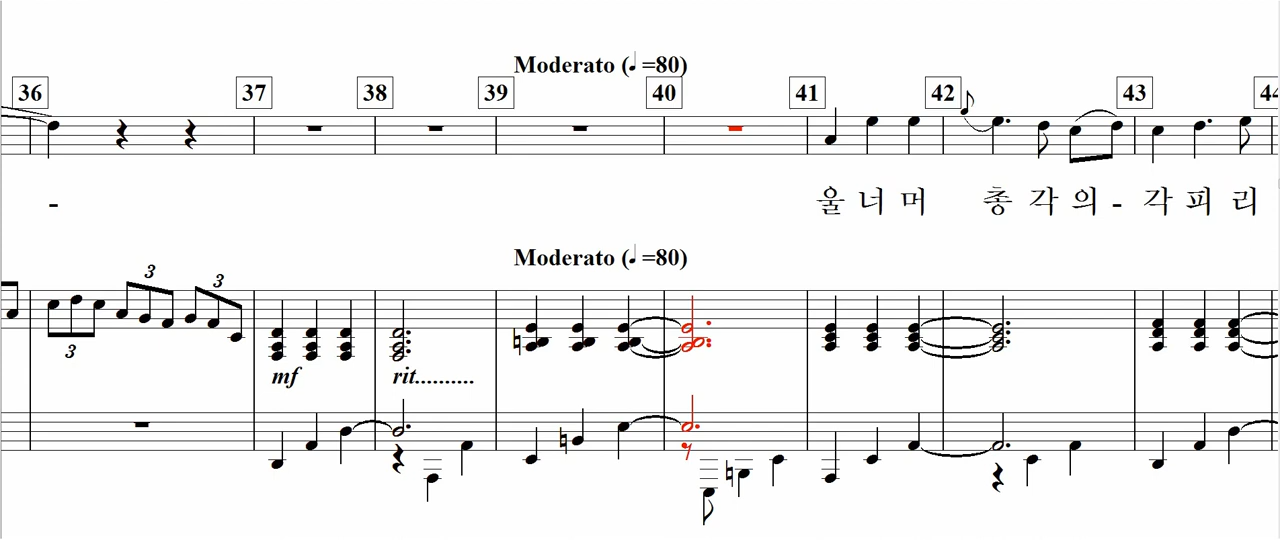 Moderato (♩=80)
36 37 38 39 40 41 42 43 44
- 울 너 머 총 각 의 - 각 피 리
Moderato (♩=80)
3 3
3
mf rit..........